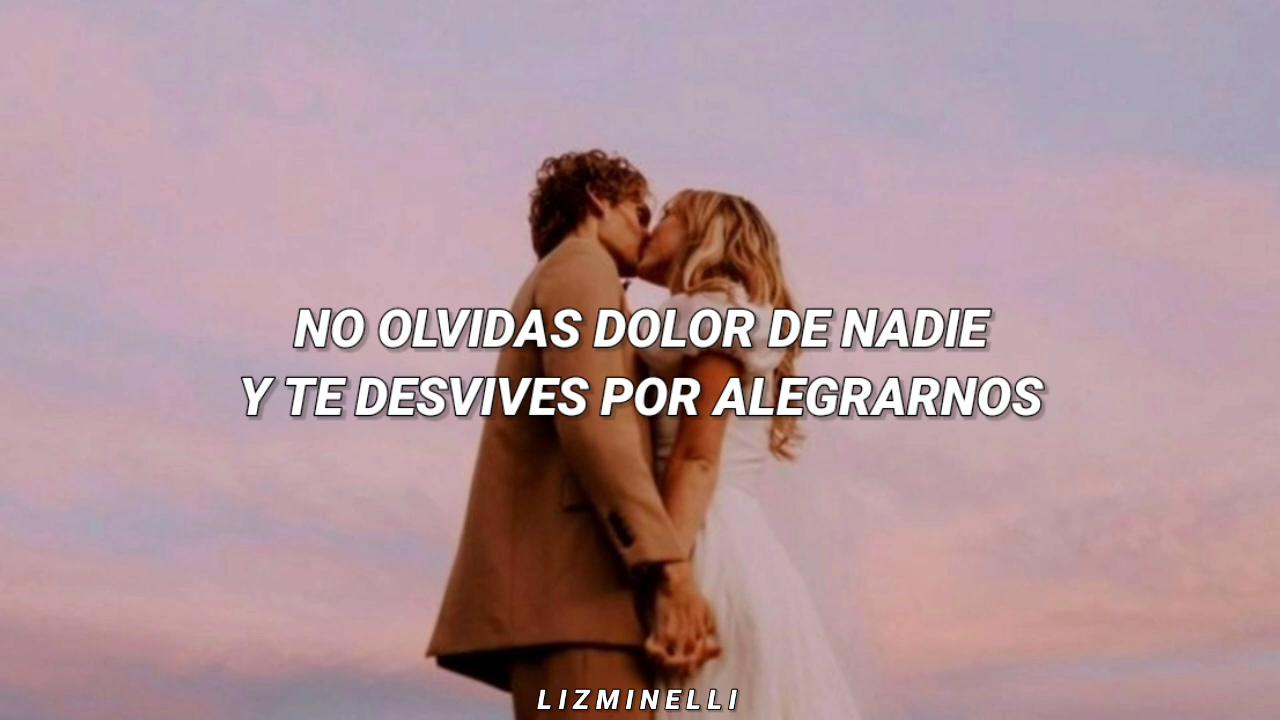 NO OLVIDAS DOLOR DE NADIE
Y TE DESVIVES POR ALEGRARNOS
LIZMINELLI